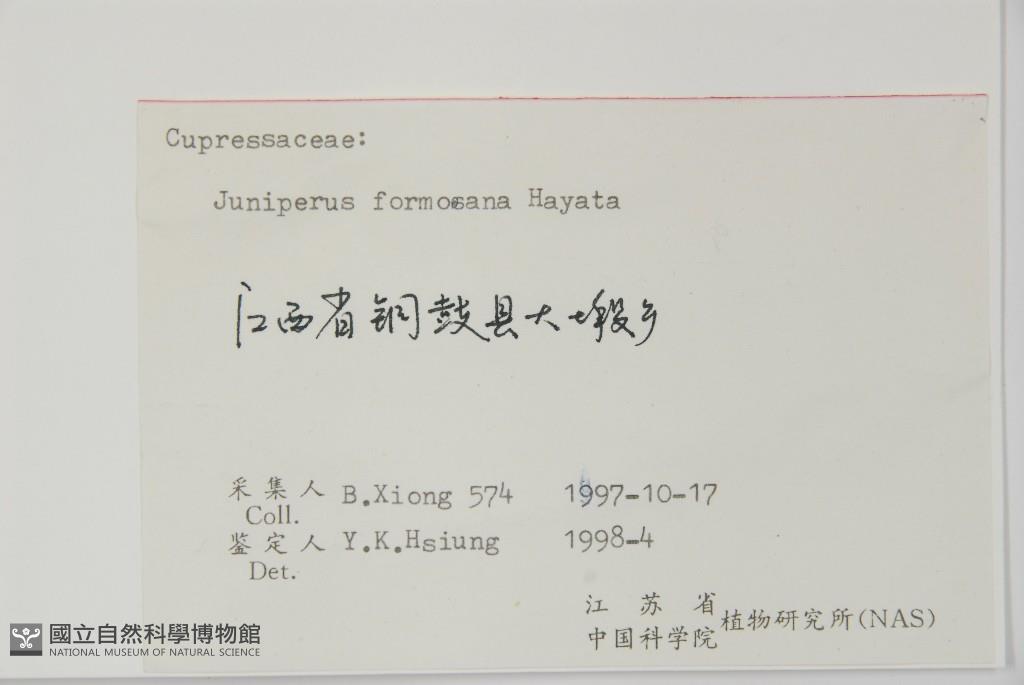 Cupressaceae:
Juniperus formosana Hayata
江西省铜鼓县大塅乡
采集人 B.Xiong 574 1997-10-17
Coll.
鉴定人 Y.K.Hsiung 1998-4
Det.
江苏省
中国科学院 植物研究所(NAS)
國立自然科學博物館
NATIONAL MUSEUM OF NATURAL SCIENCE